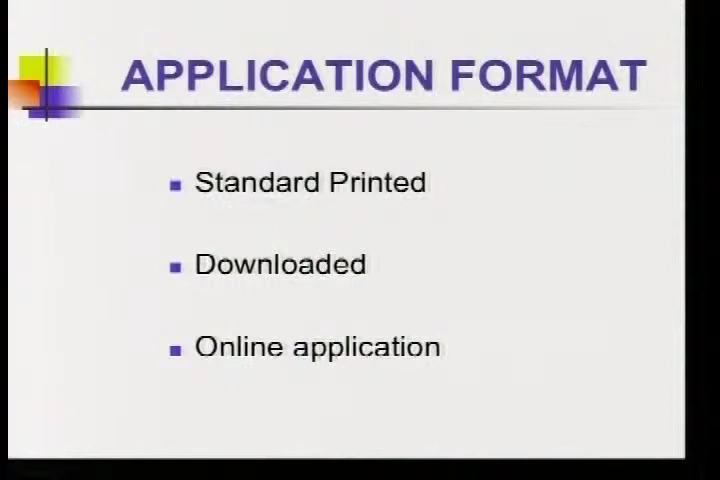 APPLICATION FORMAT
Standard Printed
Downloaded
Online application